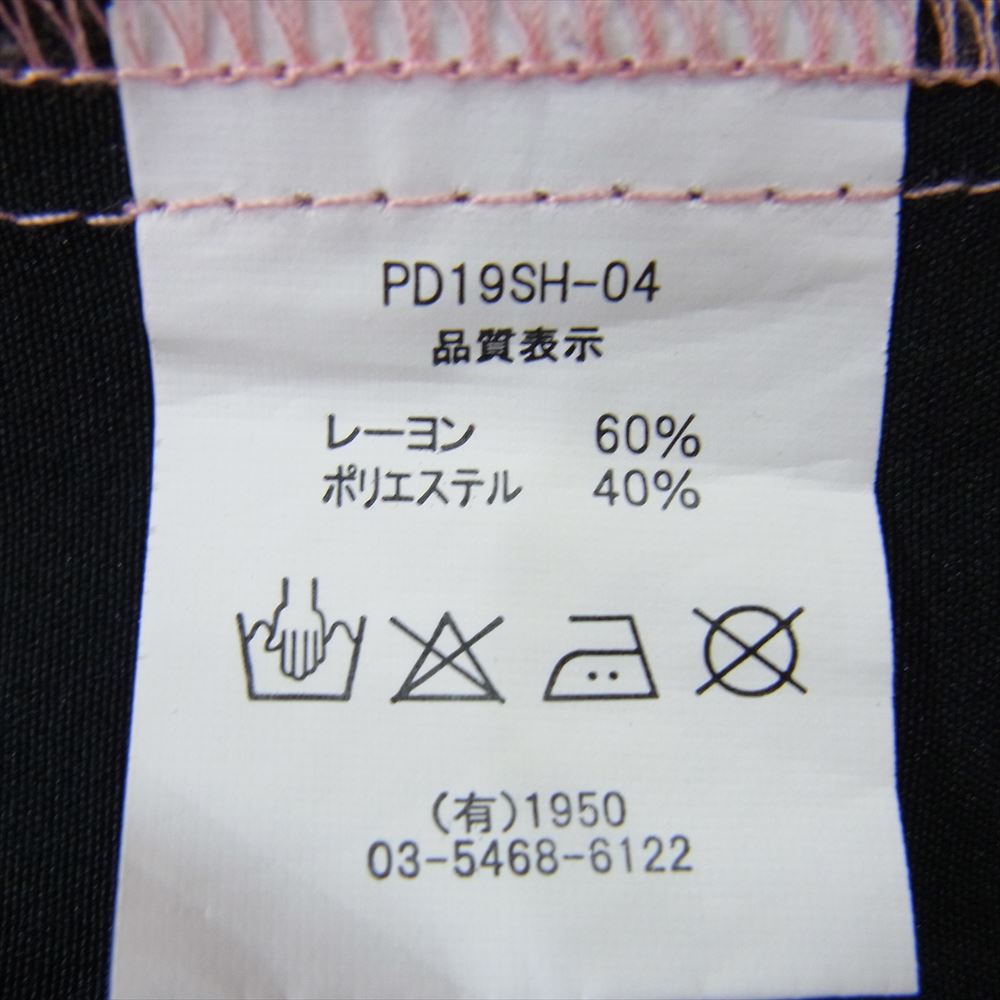 PD19SH-04
品質表示
レーヨン 60%
ポリエステル 40%
(有)1950
03-5468-6122